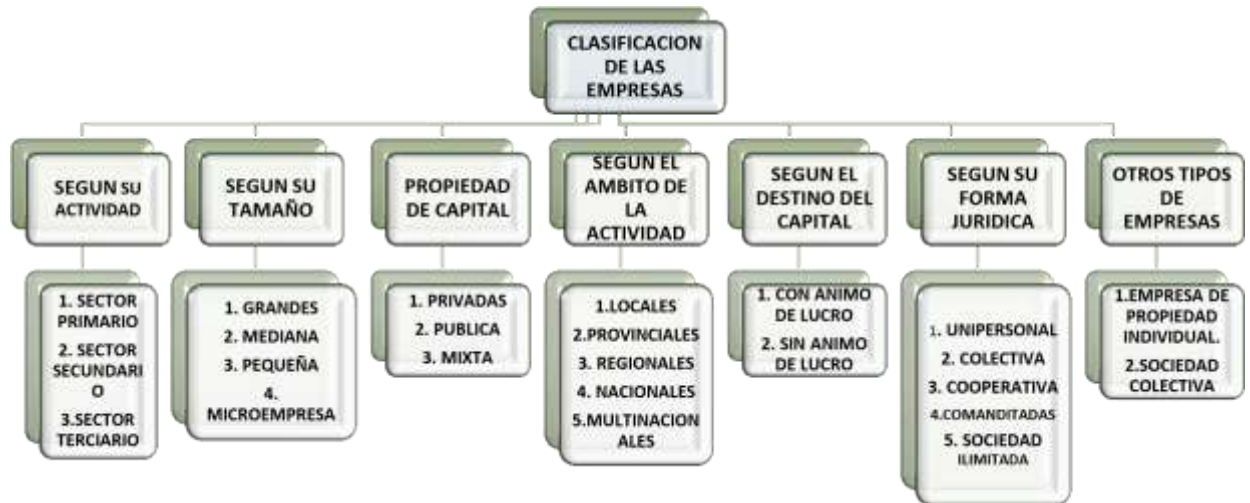 CLASIFICACION
DE LAS
EMPRESAS
SEGUN SU
ACTIVIDAD
SEGUN SU
TAMAÑO
PROPIEDAD
DE CAPITAL
SEGUN EL
AMBITO DE
LA
ACTIVIDAD
SEGUN EL
DESTINO DEL
CAPITAL
SEGUN SU
FORMA
JURIDICA
OTROS TIPOS
DE
EMPRESAS
1. SECTOR
PRIMARIO
2. SECTOR
SECUNDARI
O
3.SECTOR
TERCIARIO
1. GRANDES
2. MEDIANA
3. PEQUEÑA
4.
MICROEMPRESA
1. PRIVADAS
2. PUBLICA
3. MIXTA
1.LOCALES
2.PROVINCIALES
3. REGIONALES
4. NACIONALES
5.MULTINACION
ALES
1. CON ANIMO
DE LUCRO
2. SIN ANIMO
DE LUCRO
1. UNIPERSONAL
2. COLECTIVA
3. COOPERATIVA
4.COMANDITADAS
5. SOCIEDAD
ILIMITADA
1.EMPRESA DE
PROPIEDAD
INDIVIDUAL.
2.SOCIEDAD
COLECTIVA